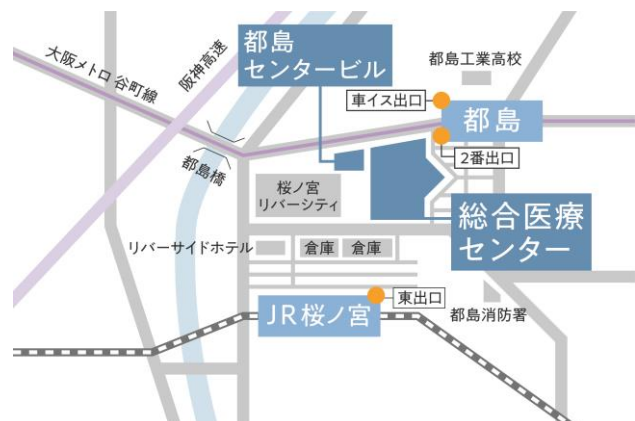 都島
センタービル
都島工業高校
大阪メトロ 谷町線
阪神高速
車イス出口
都島
2番出口
都島橋
桜ノ宮
リバーシティ
総合医療
センター
リバーサイドホテル
倉庫
倉庫
東出口
JR桜ノ宮
都島消防署